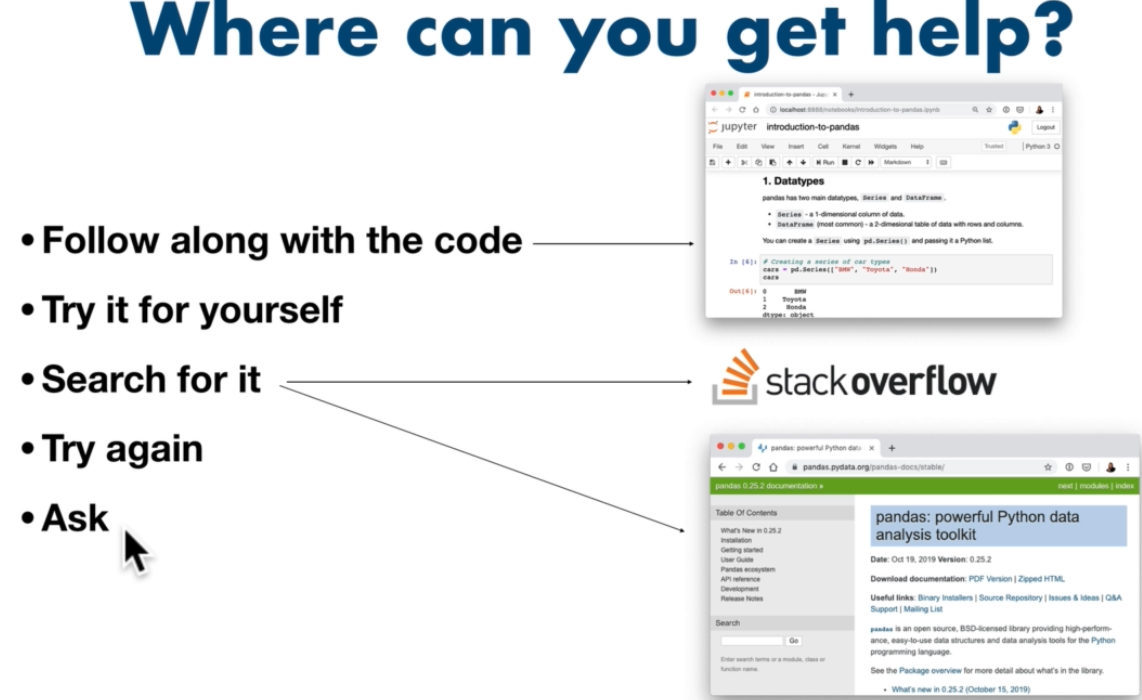 Where can you get help?
• Follow along with the code
• Try it for yourself
• Search for it
• Try again
• Ask
introduction-to-pandas - Jupy
localhost:8888/notebooks/introduction-to-pandas.ipynb
jupyter introduction-to-pandas
Logout
File Edit View Insert Cell Kernel Widgets Help Trusted Python 3
Run Markdown
1. Datatypes
pandas has two main datatypes, Series and DataFrame.
• Series - a 1-dimensional column of data.
• DataFrame (most common) - a 2-dimesional table of data with rows and columns.
You can create a Series using pd.Series() and passing it a Python list.
In [6]: # Creating a series of car types
cars = pd.Series(["BMW", "Toyota", "Honda"])
cars
Out[6]: 0 BMW
1 Toyota
2 Honda
dtype: object
stackoverflow
pandas: powerful Python data
pandas.pydata.org/pandas-docs/stable/
pandas 0.25.2 documentation »
next | modules | index
Table Of Contents
What's New in 0.25.2
Installation
Getting started
User Guide
Pandas ecosystem
API reference
Development
Release Notes
Search
Go
Enter search terms or a module, class or
function name.
pandas: powerful Python data
analysis toolkit
Date: Oct 19, 2019 Version: 0.25.2
Download documentation: PDF Version | Zipped HTML
Useful links: Binary Installers | Source Repository | Issues & Ideas | Q&A
Support | Mailing List
pandas is an open source, BSD-licensed library providing high-perform-
ance, easy-to-use data structures and data analysis tools for the Python
programming language.
See the Package overview for more detail about what's in the library.
• What's new in 0.25.2 (October 15, 2019)